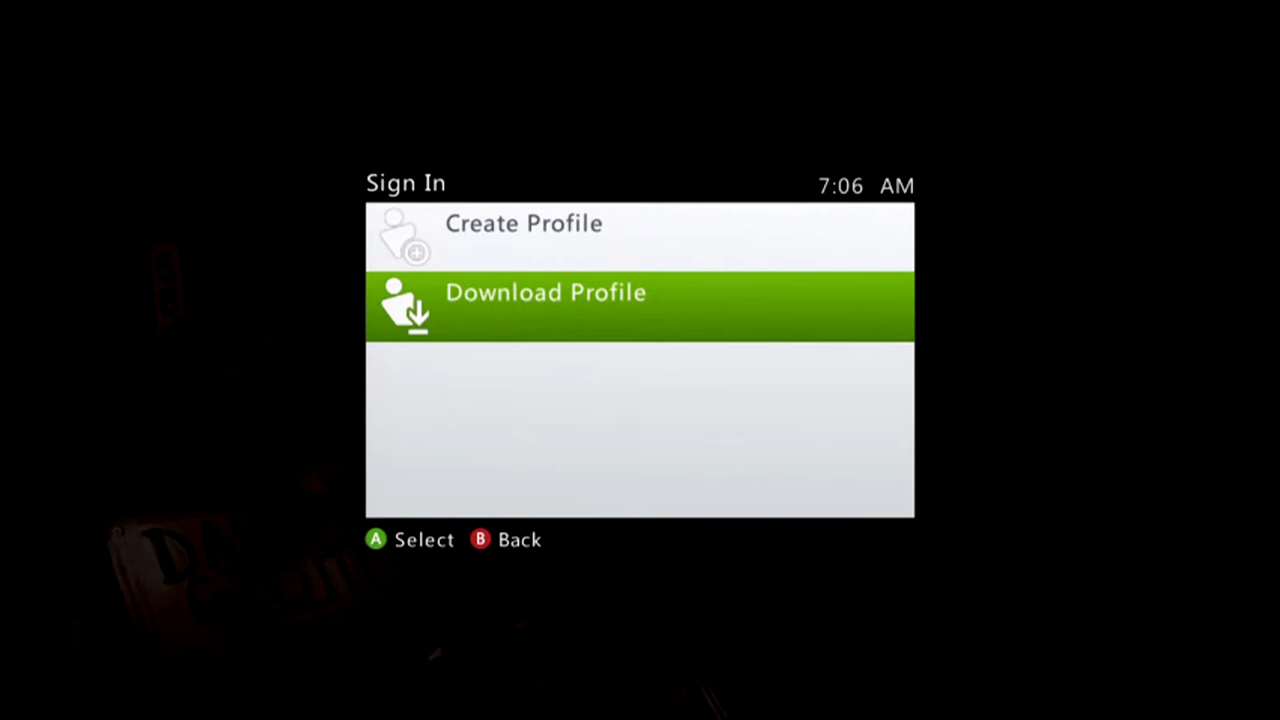 Sign In
7:06 AM
Create Profile
Download Profile
A Select B Back